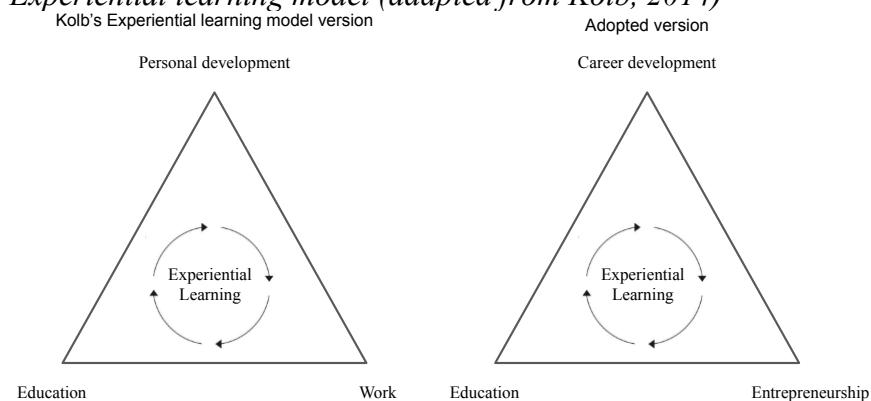 Experiential learning model (adapted from Kolb, 2014)
Kolb's Experiential learning model version
Adopted version
Personal development
Career development
Experiential
Learning
Experiential
Learning
Education
Work
Education
Entrepreneurship